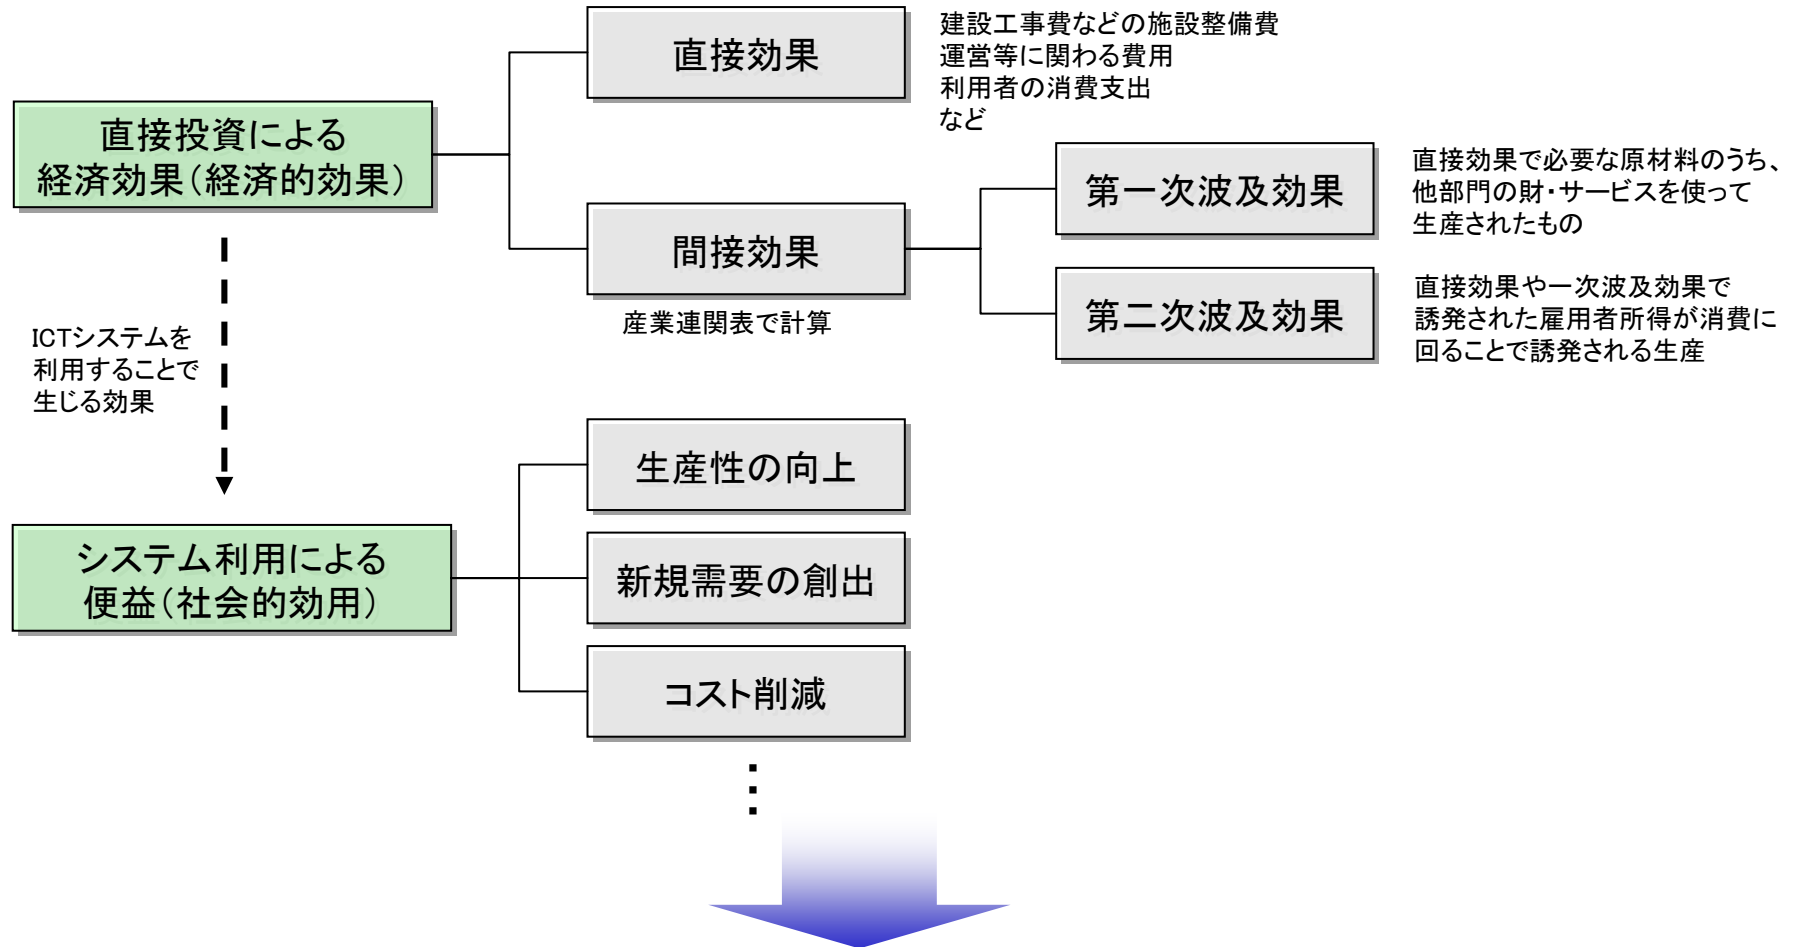 直接効果
建設工事費などの施設整備費
運営等に関わる費用
利用者の消費支出
など
直接投資による
経済効果（経済的効果）
第一次波及効果
直接効果で必要な原材料のうち、
他部門の財・サービスを使って
生産されたもの
間接効果
産業連関表で計算
第二次波及効果
直接効果や一次波及効果で
誘発された雇用者所得が消費に
回ることで誘発される生産
ICTシステムを
利用することで
生じる効果
生産性の向上
システム利用による
便益（社会的効用）
新規需要の創出
コスト削減
⋮